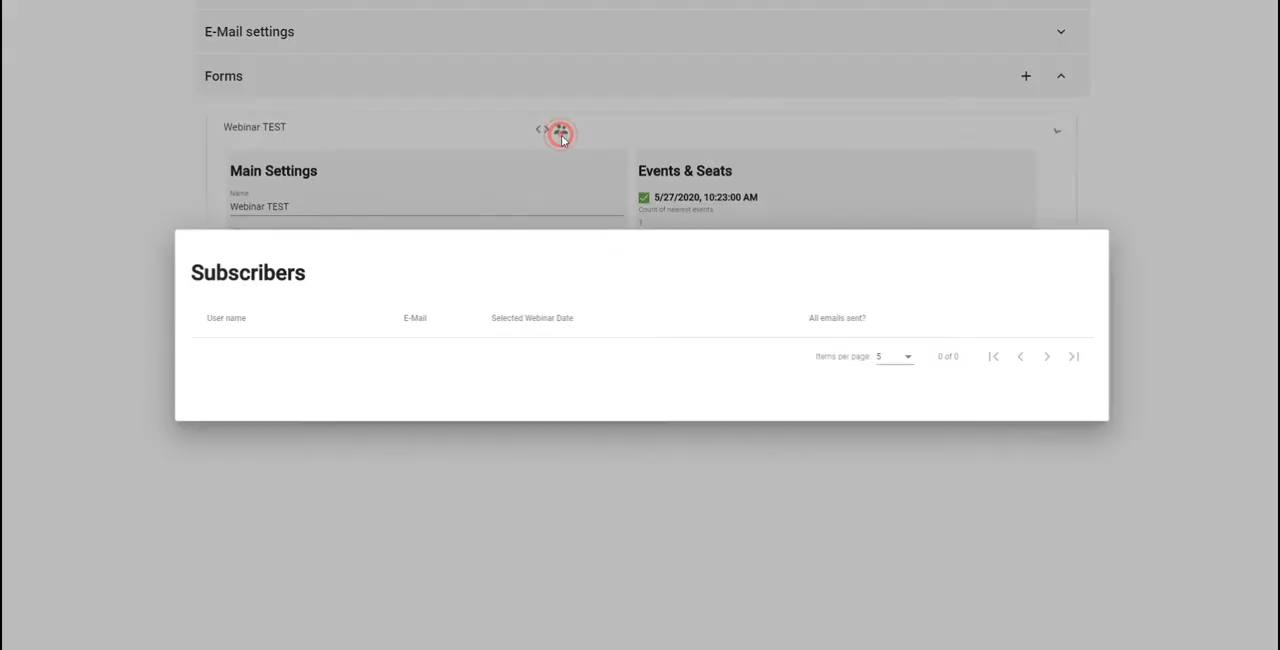 E-Mail settings
Forms
Webinar TEST
Main Settings
Events & Seats
Name
Webinar TEST
5/27/2020, 10:23:00 AM
Count of nearest events
1
Subscribers
User name E-Mail Selected Webinar Date All emails sent?
Items per page: 5 0 of 0